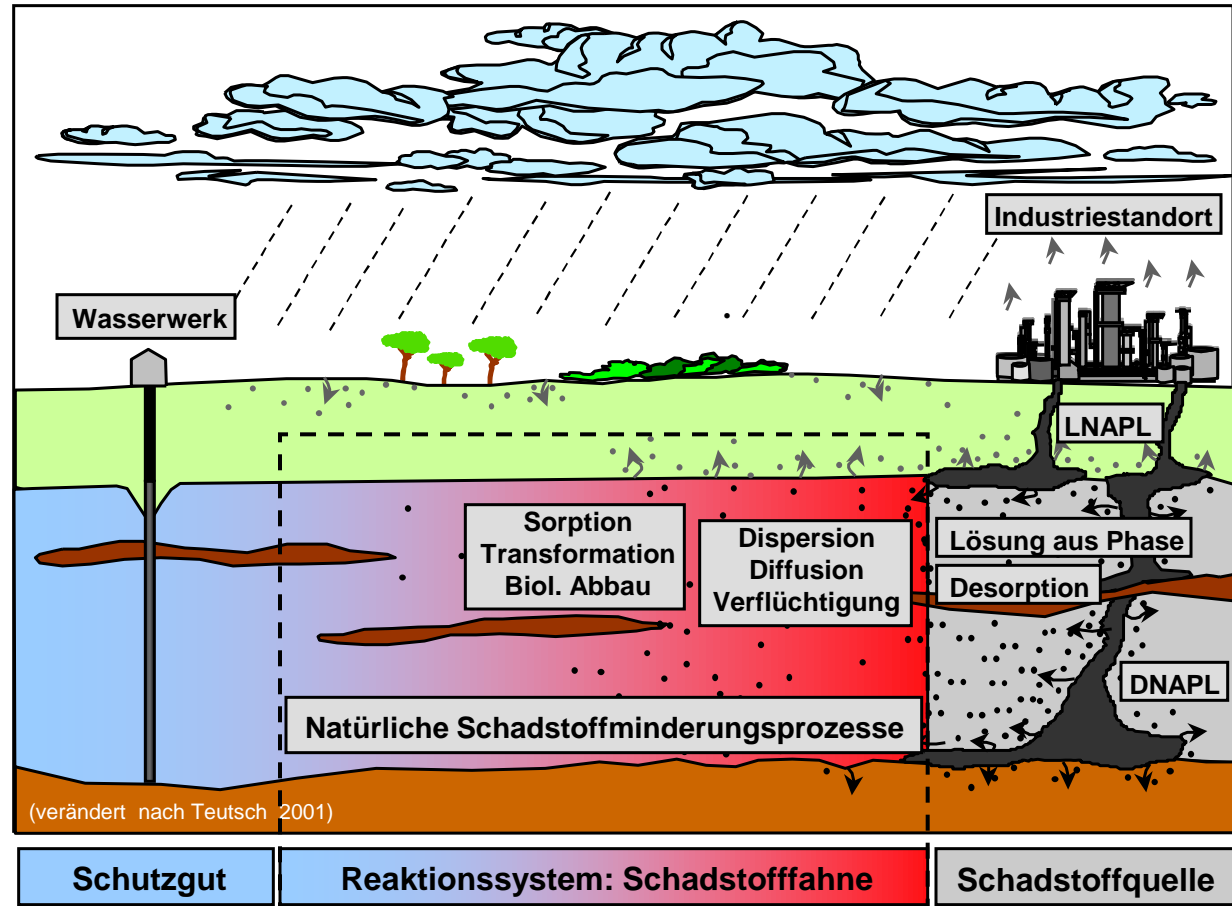 Industriestandort
Wasserwerk
LNAPL
Sorption
Transformation
Biol. Abbau
Dispersion
Diffusion
Verflüchtigung
Lösung aus Phase
Desorption
DNAPL
Natürliche Schadstoffminderungsprozesse
(verändert nach Teutsch 2001)
Schutzgut
Reaktionssystem: Schadstofffahne
Schadstoffquelle